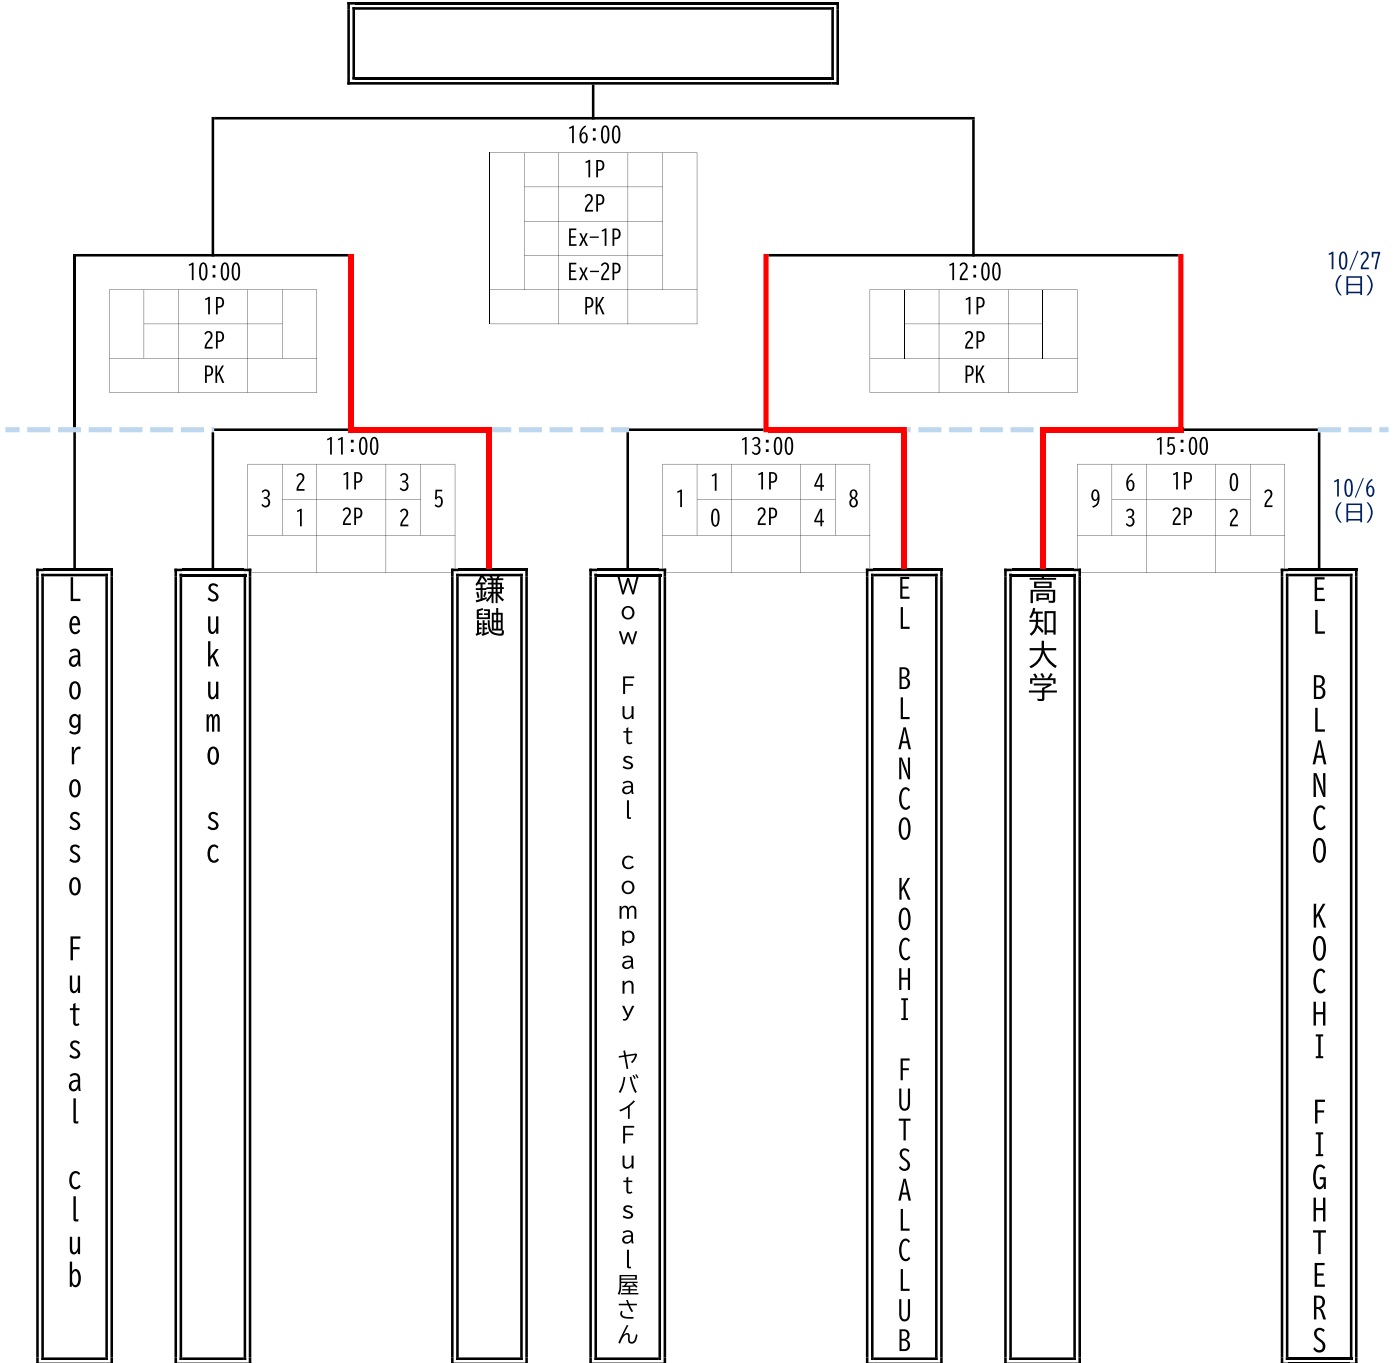 16:00
1P
2P
Ex-1P
Ex-2P
PK
10:00
1P
2P
PK
12:00
1P
2P
PK
10/27
(日)
11:00
3 2 1P 3 5
1 2P 2
13:00
1 1 1P 4 8
0 2P 4
15:00
9 6 1P 0 2
3 2P 2
10/6
(日)
Leaogrosso Futsal club
sukumo sc
鎌鼬
Wow Futsal company ヤバイFutsal屋さん
EL BLANCO KOCHI FUTSALCLUB
高知大学
EL BLANCO KOCHI FIGHTERS